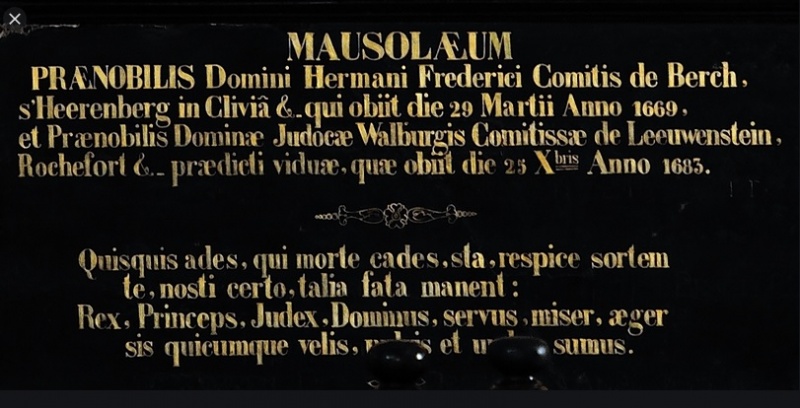 MAUSOLÆUM
PRÆNOBILIS Domini Hermani Frederici Comitis de Berch,
s'Heerenberg in Cliviâ &.. qui obiit die 29 Martii Anno 1669,
et Prænobilis Dominæ Judocæ Walburgis Comitissæ de Leeuwenstein,
Rochefort &.. prædicti viduæ, quæ obiit die 25 Xbris Anno 1683.
Quisquis ades, qui morte cades, sta, respice sortem
te, nosti certo, talia fata manent:
Rex, Princeps, Judex, Dominus, servus, miser, æger
sis quicumque velis, et sumus.